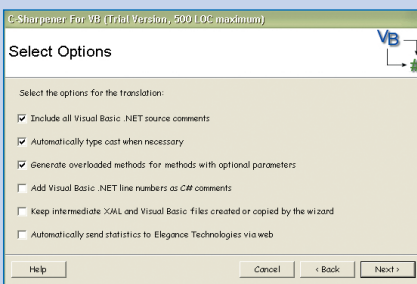 C-Sharpener For VB (Trial Version, 500 LOC maximum)
Select Options
VB
#
Select the options for the translation:
Include all Visual Basic .NET source comments
Automatically type cast when necessary
Generate overloaded methods for methods with optional parameters
Add Visual Basic .NET line numbers as C# comments
Keep intermediate XML and Visual Basic files created or copied by the wizard
Automatically send statistics to Elegance Technologies via web
Help Cancel < Back Next >